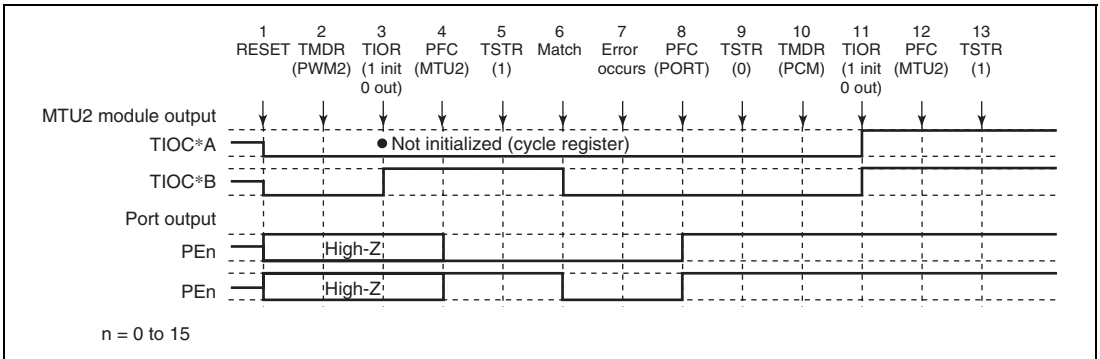 1 2 3 4 5 6 7 8 9 10 11 12 13
RESET TMDR TIOR PFC TSTR Match Error PFC TSTR TMDR TIOR PFC TSTR
(PWM2) (1 init (MTU2) (1) occurs (PORT) (0) (PCM) (1 init (MTU2) (1)
0 out) 0 out)
MTU2 module output
TIOC*A ● Not initialized (cycle register)
TIOC*B
Port output
PEn High-Z
PEn High-Z
n = 0 to 15